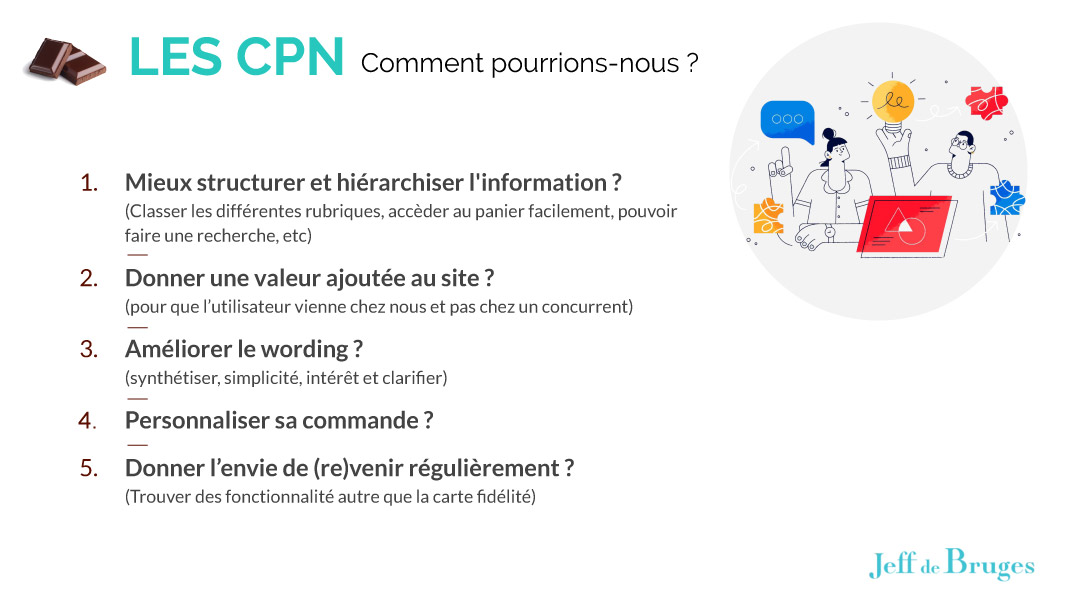 LES CPN Comment pourrions-nous ?
1. Mieux structurer et hiérarchiser l'information ?
(Classer les différentes rubriques, accèder au panier facilement, pouvoir
faire une recherche, etc)
2. Donner une valeur ajoutée au site ?
(pour que l’utilisateur vienne chez nous et pas chez un concurrent)
3. Améliorer le wording ?
(synthétiser, simplicité, intérêt et clarifier)
4. Personnaliser sa commande ?
5. Donner l’envie de (re)venir régulièrement ?
(Trouver des fonctionnalité autre que la carte fidélité)
Jeff de Bruges